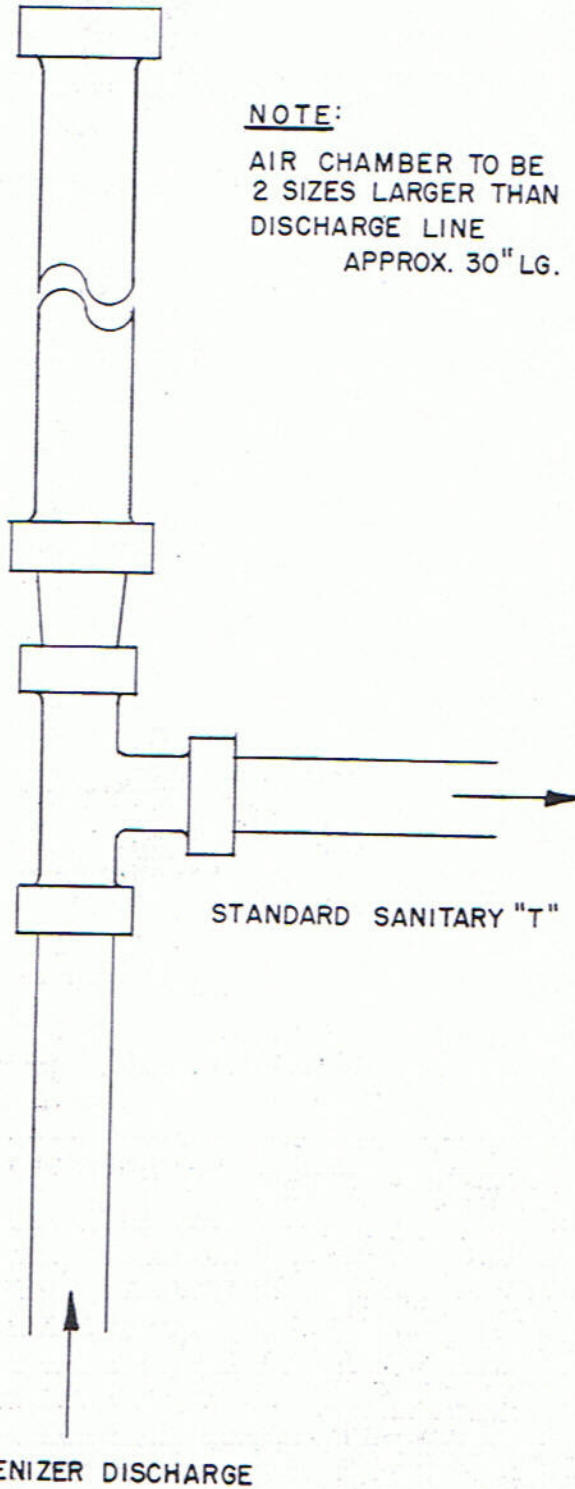 NOTE:
AIR CHAMBER TO BE
2 SIZES LARGER THAN
DISCHARGE LINE
APPROX. 30" LG.
STANDARD SANITARY "T"
ENIZER DISCHARGE